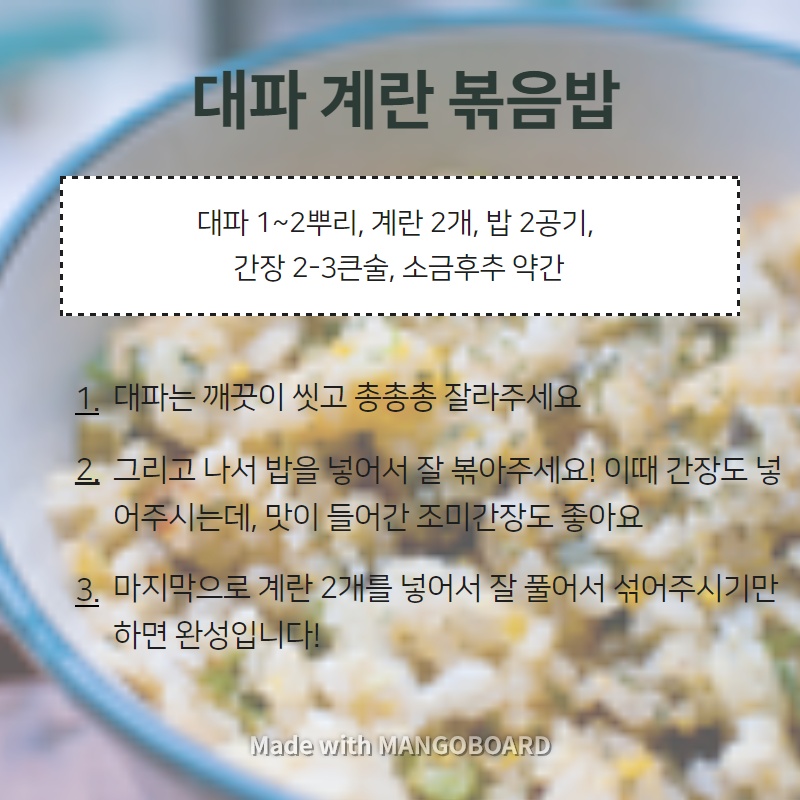 대파 계란 볶음밥
대파 1~2뿌리, 계란 2개, 밥 2공기,
간장 2-3큰술, 소금후추 약간
1. 대파는 깨끗이 씻고 총총총 잘라주세요
2. 그리고 나서 밥을 넣어서 잘 볶아주세요! 이때 간장도 넣
어주시는데, 맛이 들어간 조미간장도 좋아요
3. 마지막으로 계란 2개를 넣어서 잘 풀어서 섞어주시기만
하면 완성입니다!
Made with MANGOBOARD